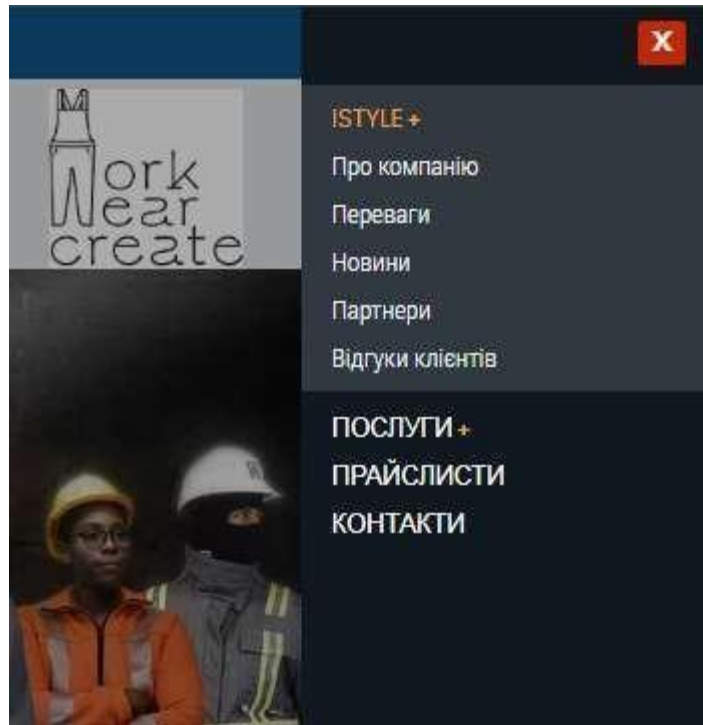 X
Work
Wear
create
ISTYLE +
Про компанію
Переваги
Новини
Партнери
Відгуки клієнтів
ПОСЛУГИ +
ПРАЙСЛИСТИ
КОНТАКТИ